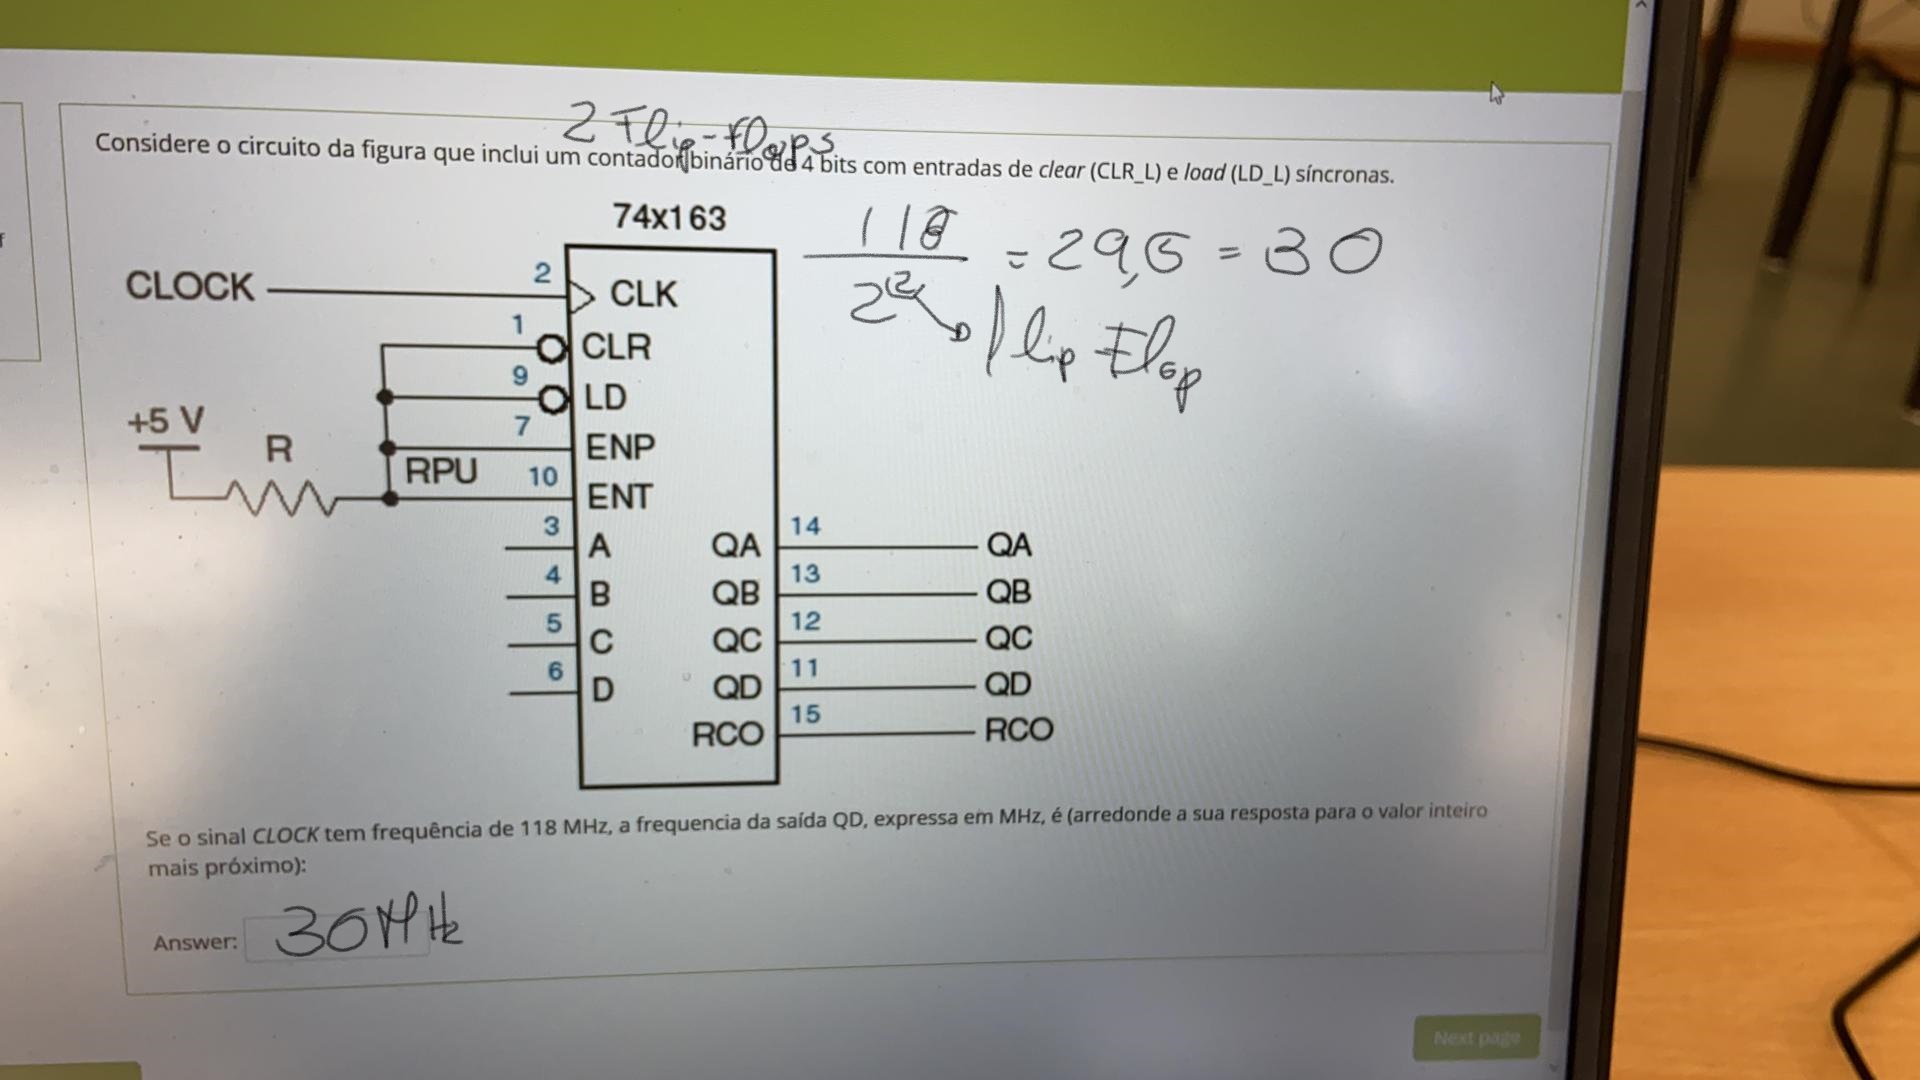 2 Flip-Flops
Considere o circuito da figura que inclui um contador binário de 4 bits com entradas de clear (CLR_L) e load (LD_L) síncronas.
74x163
118
2²
= 29,5 = 30
Flip Flop
CLOCK
2
CLK
1
CLR
9
LD
+5 V
R
7
ENP
RPU
10
ENT
3
A
QA
14
QA
4
B
QB
13
QB
5
C
QC
12
QC
6
D
QD
11
QD
RCO
15
RCO
Se o sinal CLOCK tem frequência de 118 MHz, a frequencia da saída QD, expressa em MHz, é (arredonde a sua resposta para o valor inteiro
mais próximo):
Answer: 30 MHz
Next page